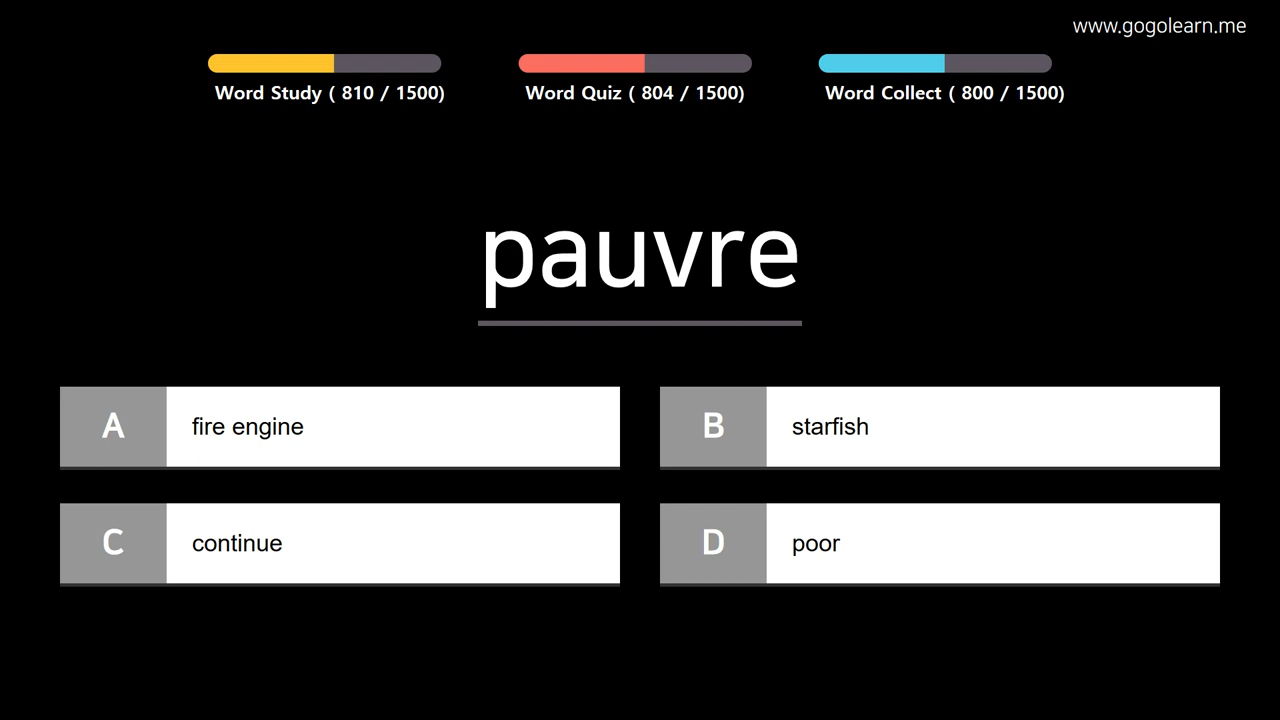 www.gogolearn.me
Word Study ( 810 / 1500)
Word Quiz ( 804 / 1500)
Word Collect ( 800 / 1500)
pauvre
A fire engine
B starfish
C continue
D poor